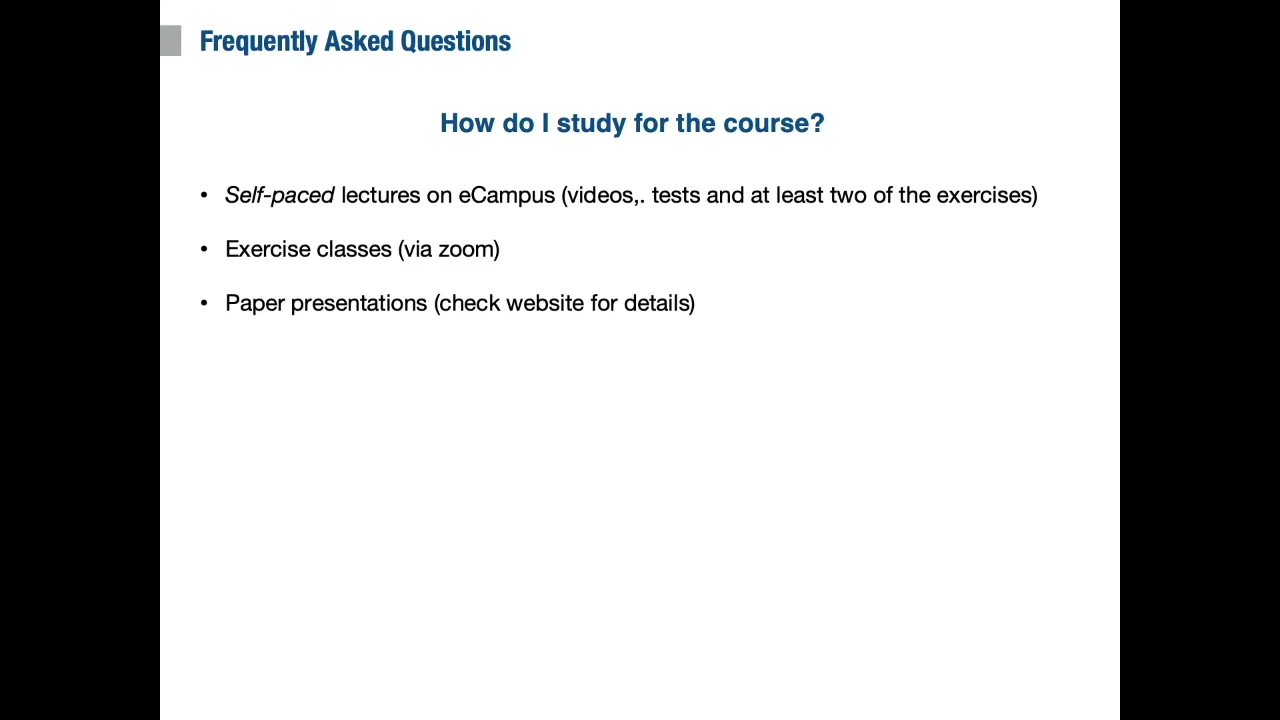 Frequently Asked Questions
How do I study for the course?
• Self-paced lectures on eCampus (videos,. tests and at least two of the exercises)
• Exercise classes (via zoom)
• Paper presentations (check website for details)